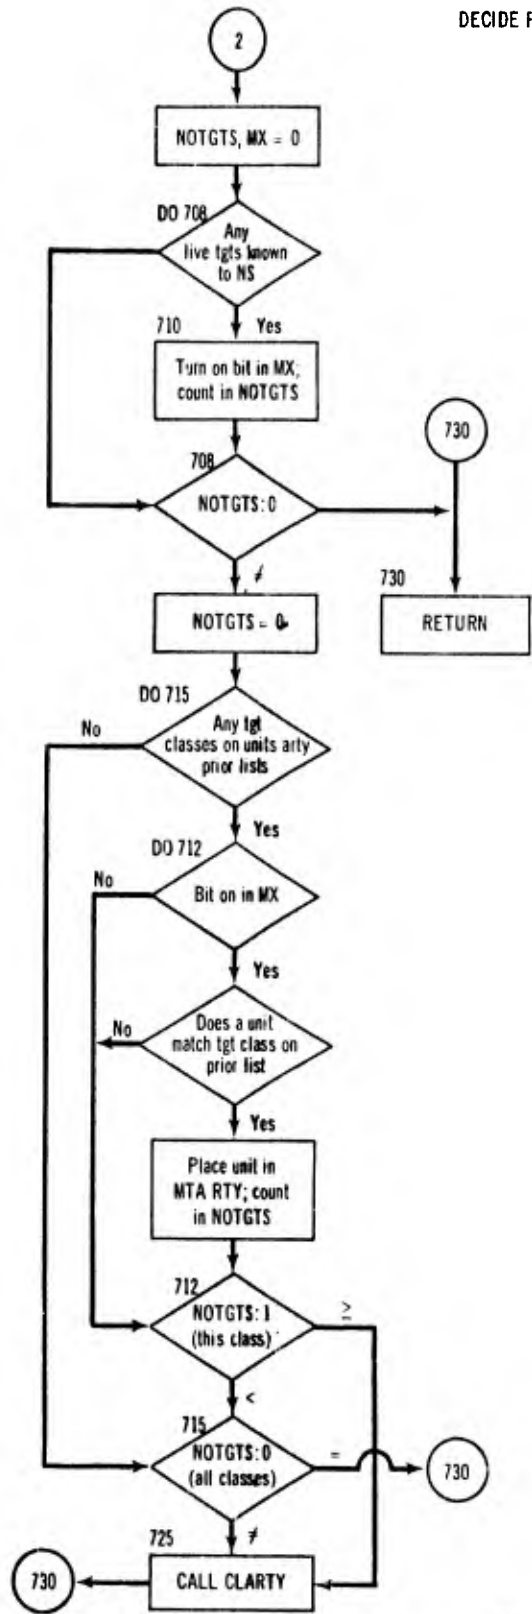 DECIDE F
2
NOTGTS, MX = 0
DO 708
Any
live tgts known
to NS
710
Yes
Turn on bit in MX;
count in NOTGTS
730
708
NOTGTS: 0
≠
730
NOTGTS = 0
RETURN
DO 715
No
Any tgt
classes on units arty
prior lists
Yes
DO 712
No
Bit on in MX
Yes
No
Does a unit
match tgt class on
prior list
Yes
Place unit in
MTA RTY; count
in NOTGTS
712
NOTGTS: 1
(this class)
≥
<
715
NOTGTS: 0
(all classes)
=
730
725
≠
730
CALL CLARTY